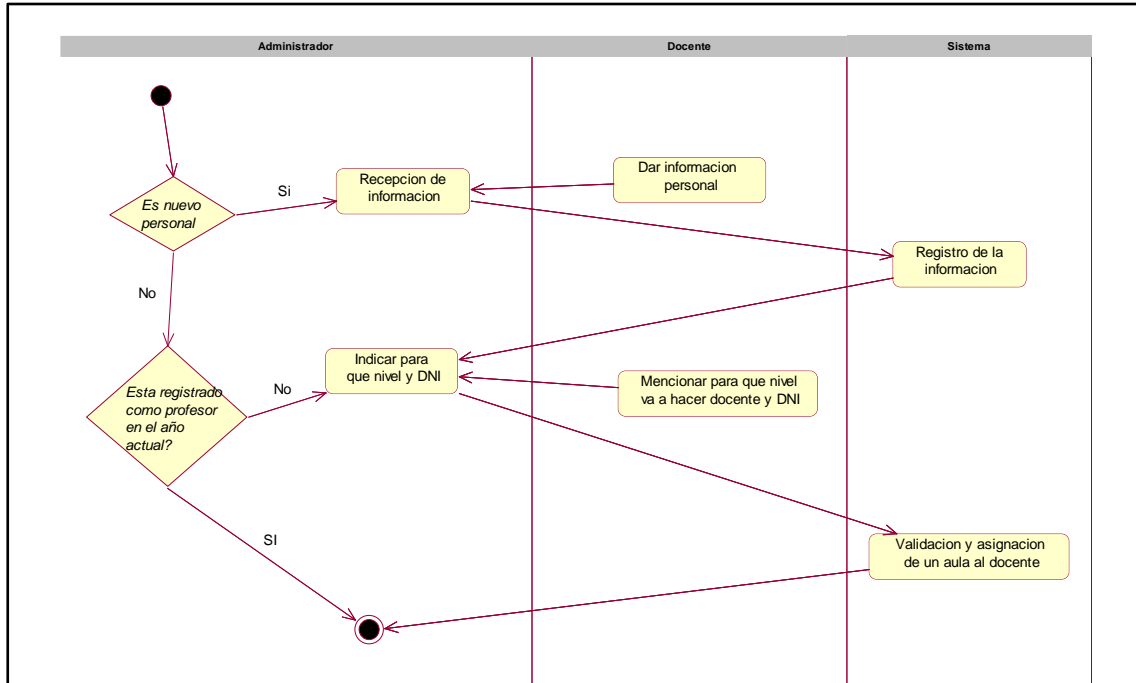 Administrador
Docente
Sistema
Dar informacion
personal
Recepcion de
informacion
Si
Es nuevo
personal
Registro de la
informacion
No
Indicar para
que nivel y DNI
Mencionar para que nivel
va a hacer docente y DNI
No
Esta registrado
como profesor
en el año
actual?
SI
Validacion y asignacion
de un aula al docente